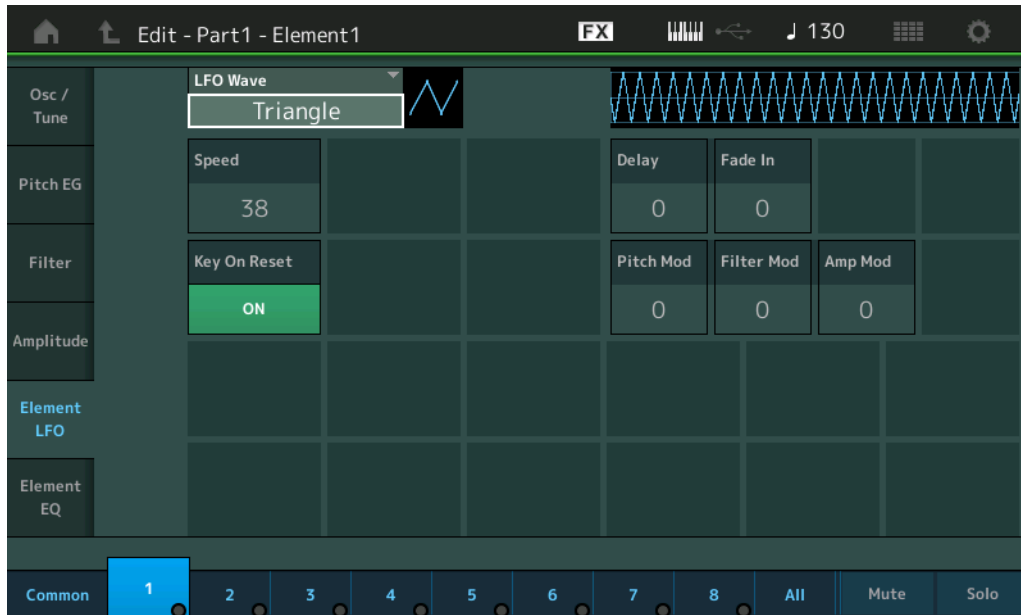 Edit - Part1 - Element1
FX
130
Osc /
Tune
Pitch EG
Filter
Amplitude
Element
LFO
Element
EQ
LFO Wave
Triangle
Speed
38
Delay
0
Fade In
0
Key On Reset
ON
Pitch Mod
0
Filter Mod
0
Amp Mod
0
Common
1
2
3
4
5
6
7
8
All
Mute
Solo